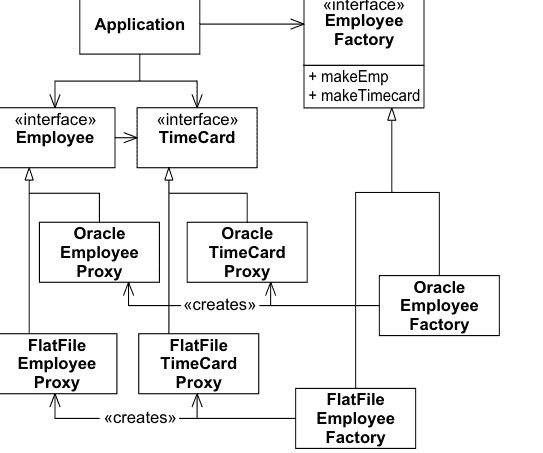 «interface»
Application
Employee
Factory
+ makeEmp
+ makeTimecard
«interface»
Employee
«interface»
TimeCard
Oracle
Employee
Proxy
Oracle
TimeCard
Proxy
«creates»
Oracle
Employee
Factory
FlatFile
Employee
Proxy
FlatFile
TimeCard
Proxy
«creates»
FlatFile
Employee
Factory